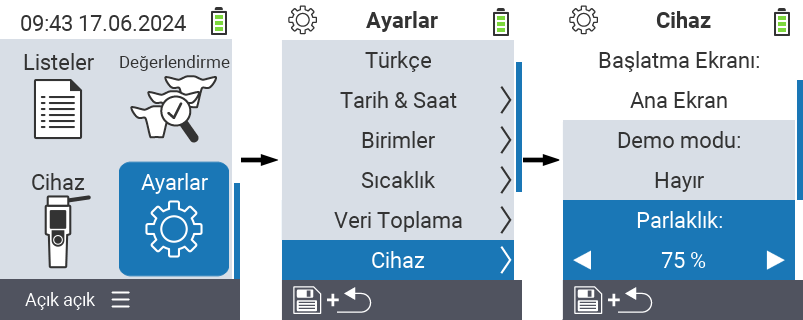 09:43 17.06.2024
Listeler
Değerlendirme
Cihaz
Ayarlar
Açık açık
Ayarlar
Türkçe
Tarih & Saat
Birimler
Sıcaklık
Veri Toplama
Cihaz
+
Cihaz
Başlatma Ekranı:
Ana Ekran
Demo modu:
Hayır
Parlaklık:
75 %
+